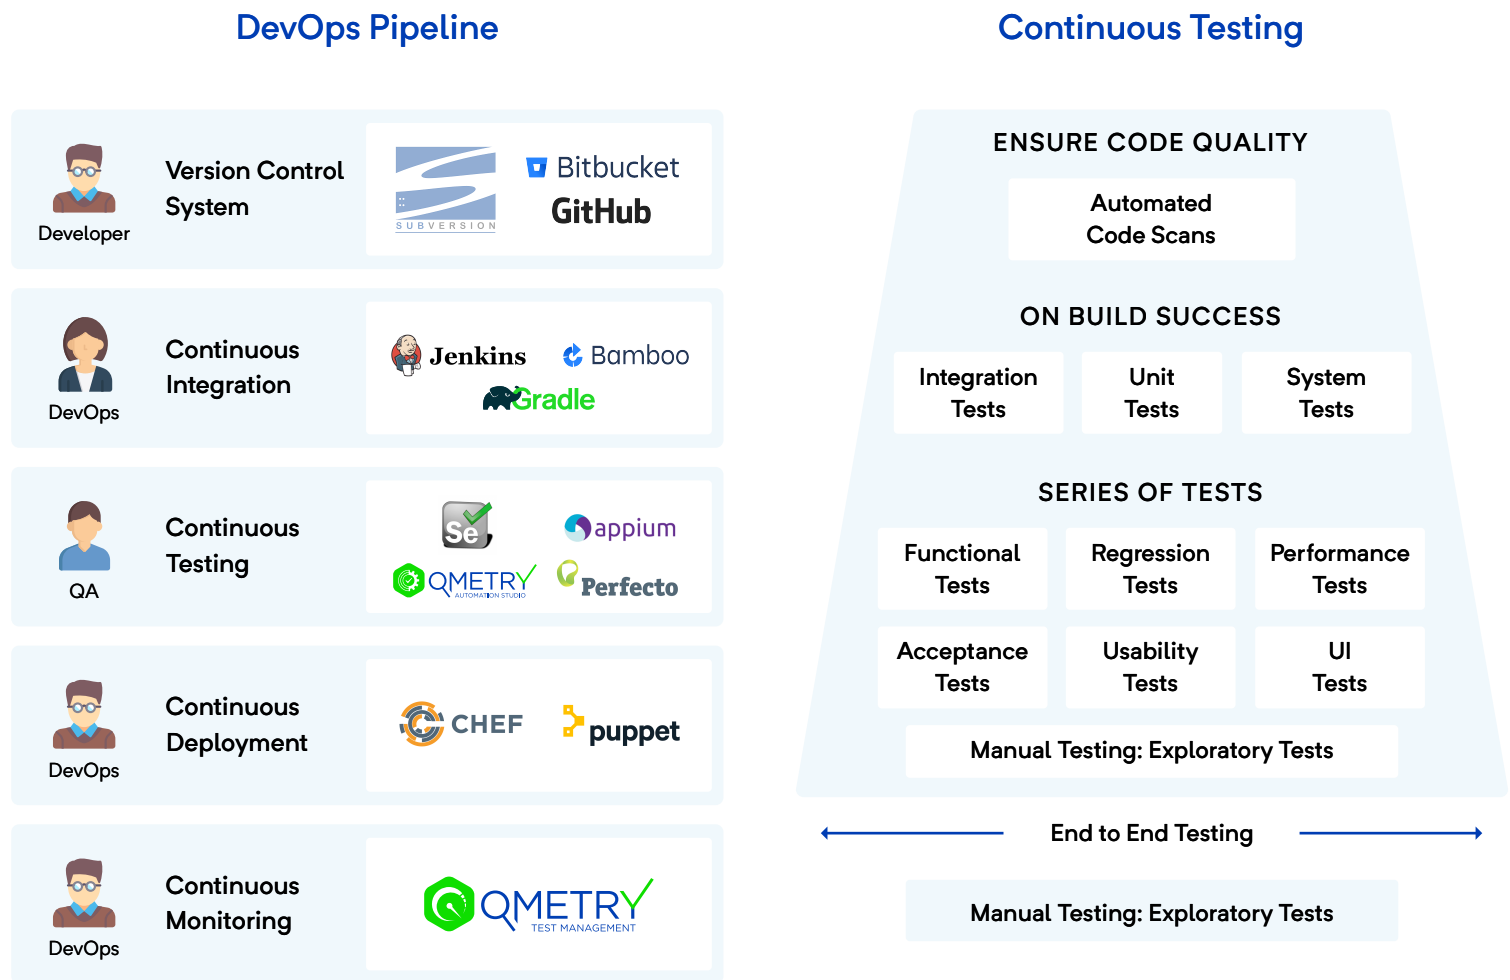 DevOps Pipeline
Developer
Version Control
System
SUBVERSION
Bitbucket
GitHub
DevOps
Continuous
Integration
Jenkins
Bamboo
Gradle
QA
Continuous
Testing
Se
appium
QMETRY
AUTOMATION STUDIO
Perfecto
DevOps
Continuous
Deployment
CHEF
puppet
DevOps
Continuous
Monitoring
QMETRY
TEST MANAGEMENT
Continuous Testing
ENSURE CODE QUALITY
Automated
Code Scans
ON BUILD SUCCESS
Integration
Tests
Unit
Tests
System
Tests
SERIES OF TESTS
Functional
Tests
Regression
Tests
Performance
Tests
Acceptance
Tests
Usability
Tests
UI
Tests
Manual Testing: Exploratory Tests
End to End Testing
Manual Testing: Exploratory Tests